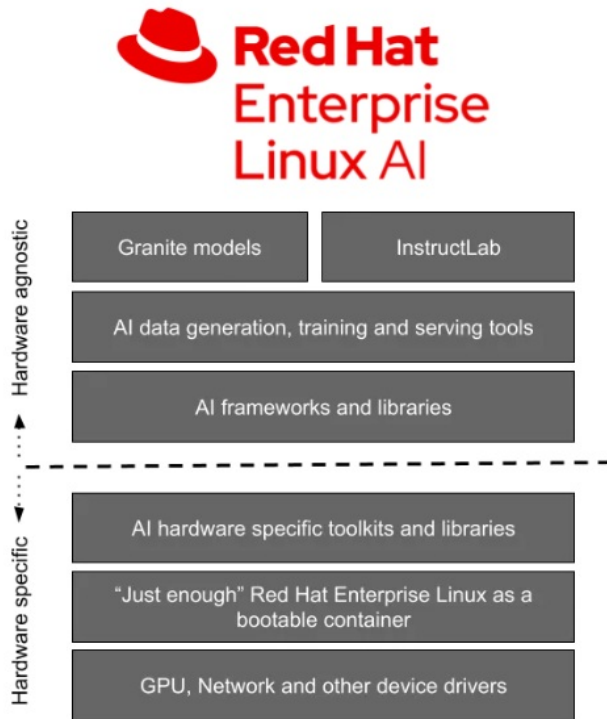 Red Hat
Enterprise
Linux AI
Hardware agnostic
Granite models
InstructLab
AI data generation, training and serving tools
AI frameworks and libraries
Hardware specific
AI hardware specific toolkits and libraries
“Just enough” Red Hat Enterprise Linux as a
bootable container
GPU, Network and other device drivers